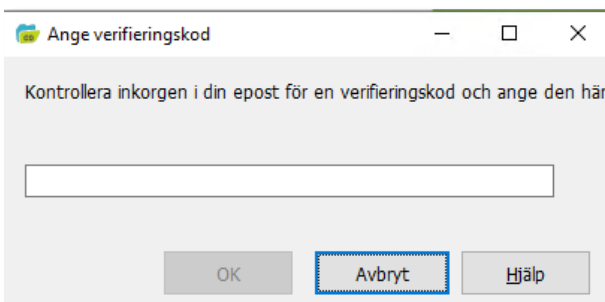 Ange verifieringskod
Kontrollera inkorgen i din epost för en verifieringskod och ange den här
OK Avbryt Hjälp